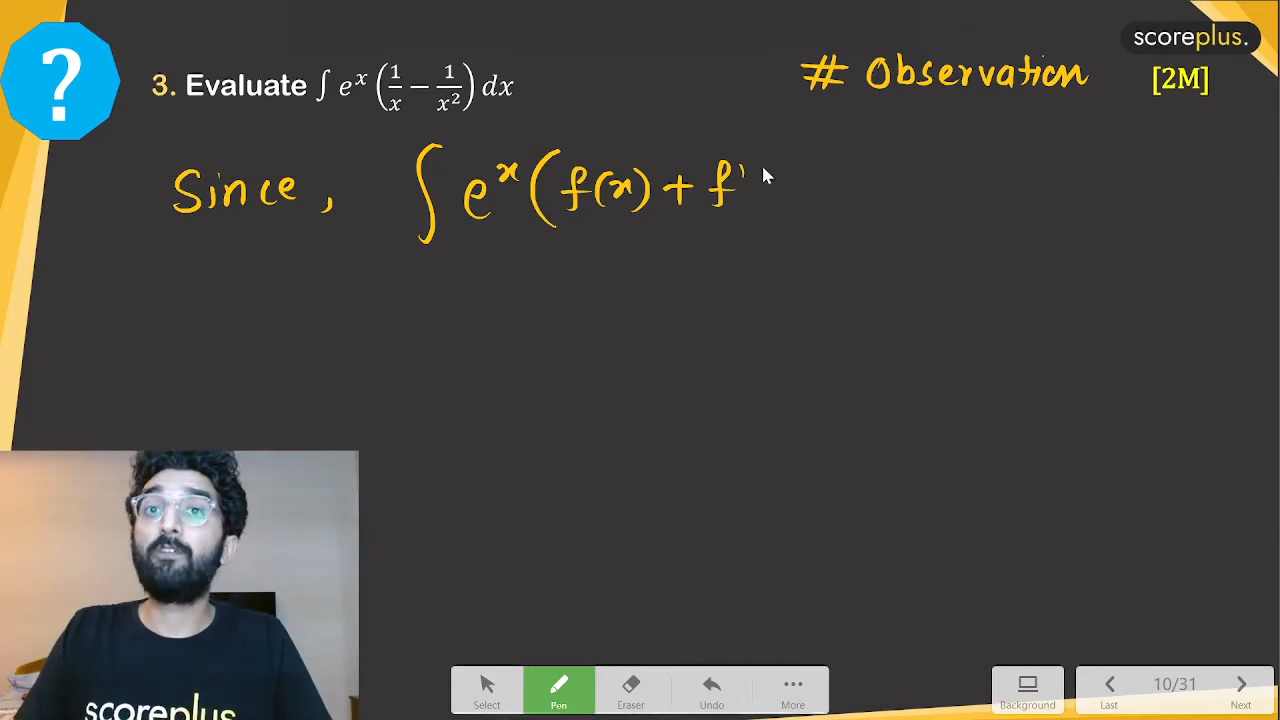 ?
scoreplus.
3. Evaluate ∫ eˣ (1/x − 1/x²) dx
# Observation
[2M]
Since, ∫ eˣ (f(x) + f'
scoreplus
Select
Pen
Eraser
Undo
More
Background
Last
10/31
Next